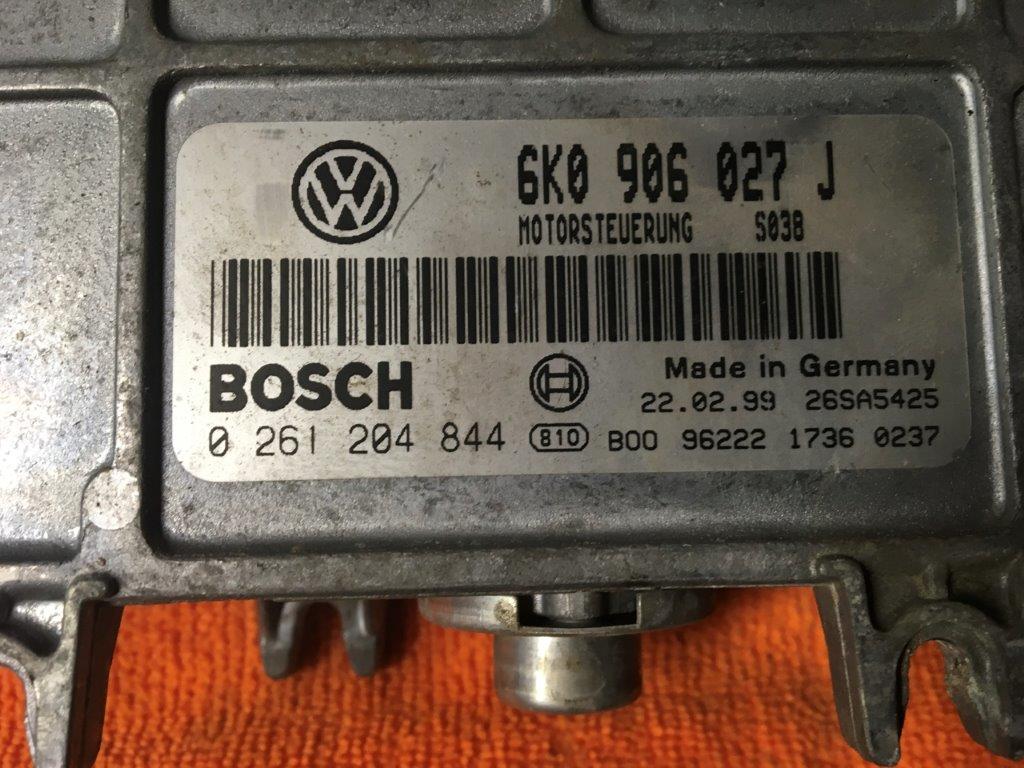 6K0 906 027 J
MOTORSTEUERUNG S038
BOSCH
Made in Germany
22.02.99 26SA5425
0 261 204 844 810 B00 96222 1736 0237